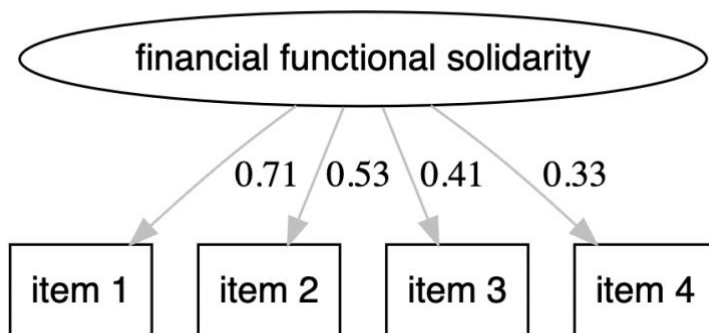 financial functional solidarity
0.71 0.53 0.41 0.33
item 1 item 2 item 3 item 4